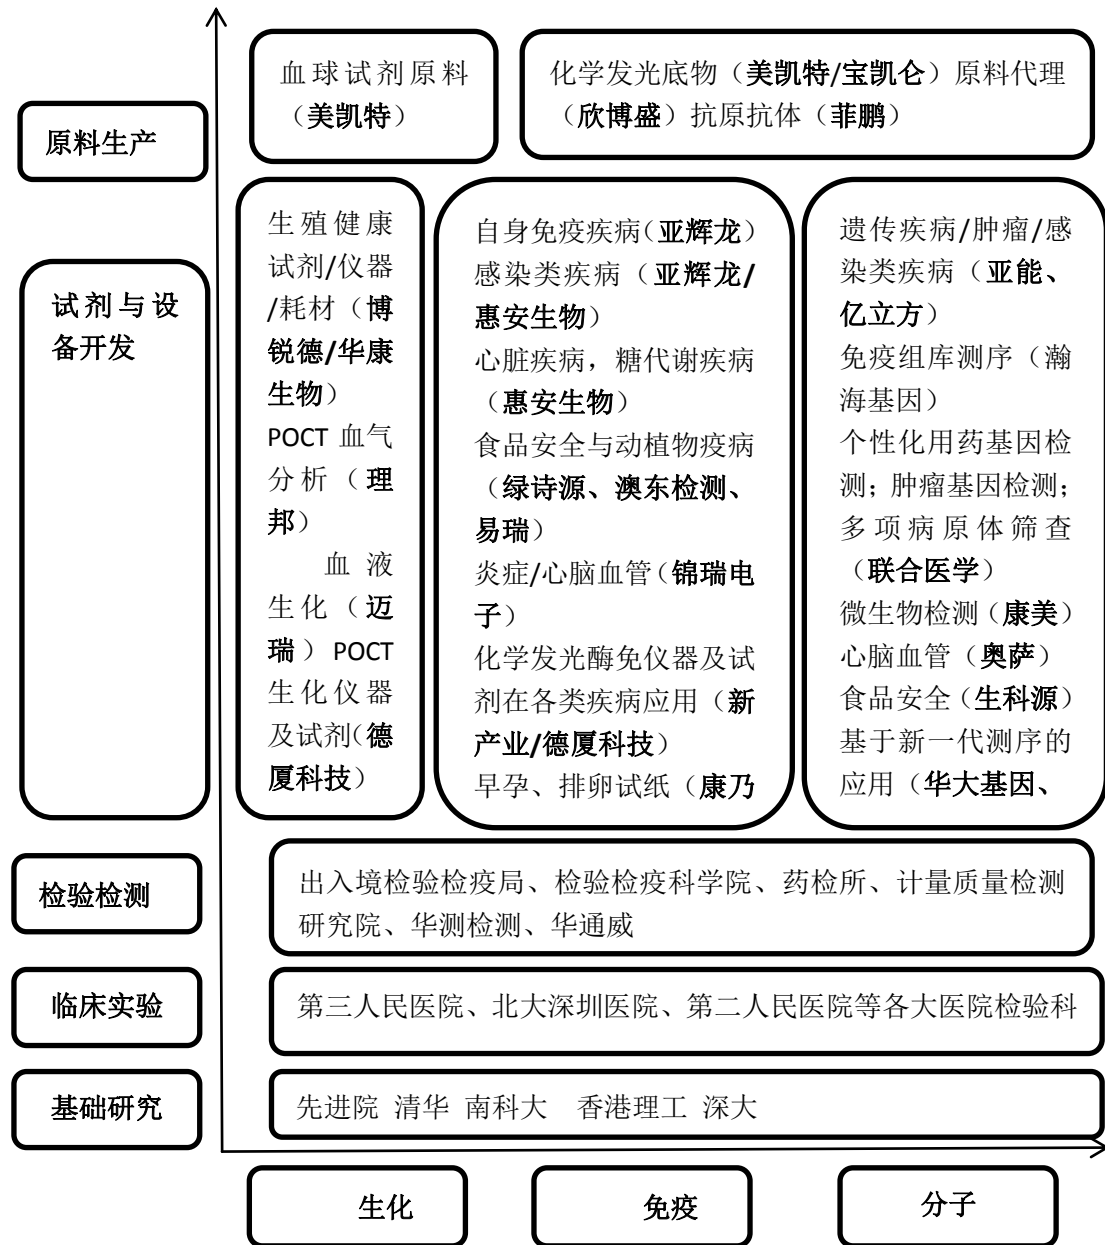 原料生产
血球试剂原料
（美凯特）
化学发光底物（美凯特/宝凯仑）原料代理
（欣博盛）抗原抗体（菲鹏）
试剂与设
备开发
生殖健康
试剂/仪器
/耗材（博
锐德/华康
生物）
POCT 血气
分析（理
邦）
血液
生化（迈
瑞）POCT
生化仪器
及试剂(德
厦科技）
自身免疫疾病（亚辉龙）
感染类疾病（亚辉龙/
惠安生物）
心脏疾病，糖代谢疾病
（惠安生物）
食品安全与动植物疫病
（绿诗源、澳东检测、
易瑞）
炎症/心脑血管（锦瑞电
子）
化学发光酶免仪器及试
剂在各类疾病应用（新
产业/德厦科技）
早孕、排卵试纸（康乃
遗传疾病/肿瘤/感
染类疾病（亚能、
亿立方）
免疫组库测序（瀚
海基因）
个性化用药基因检
测；肿瘤基因检测；
多项病原体筛查
（联合医学）
微生物检测（康美）
心脑血管（奥萨）
食品安全（生科源）
基于新一代测序的
应用（华大基因、
检验检测
出入境检验检疫局、检验检疫科学院、药检所、计量质量检测
研究院、华测检测、华通威
临床实验
第三人民医院、北大深圳医院、第二人民医院等各大医院检验科
基础研究
先进院 清华 南科大 香港理工 深大
生化
免疫
分子